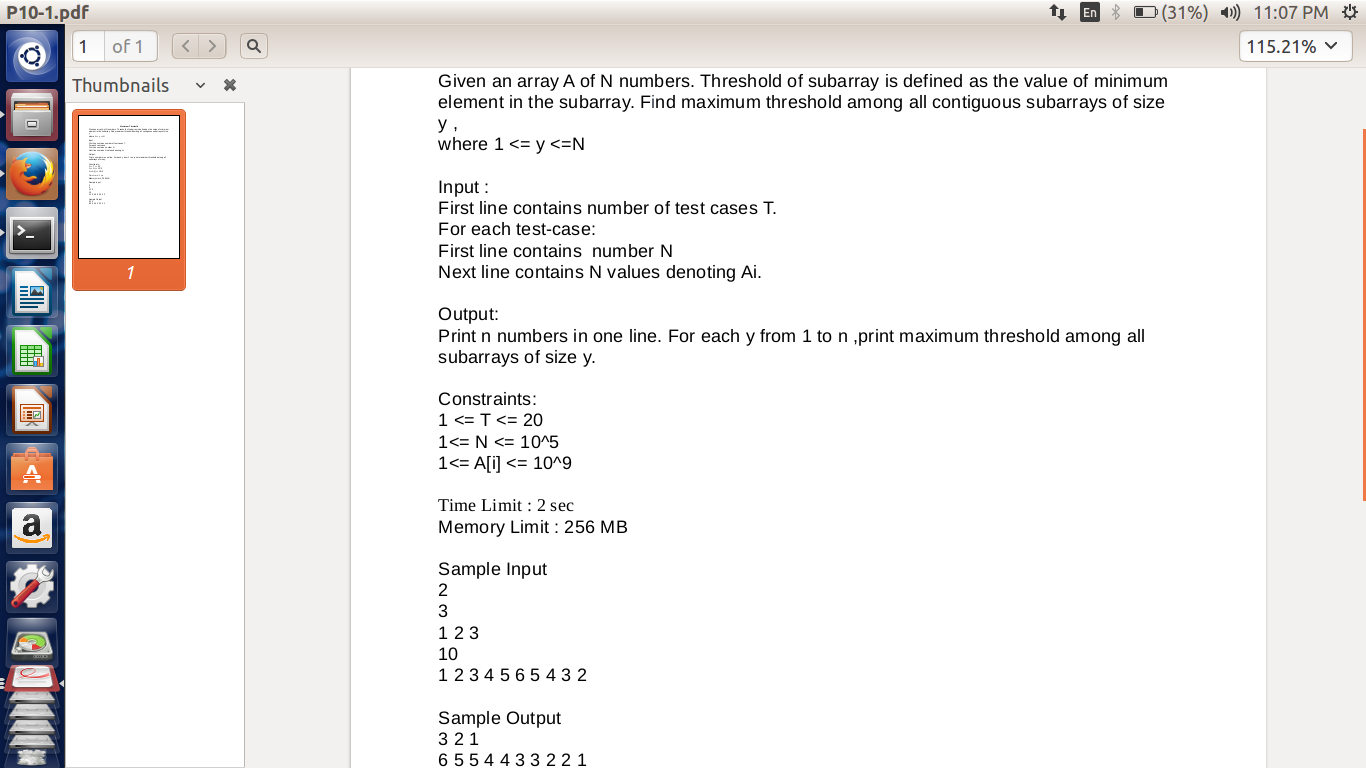 P10-1.pdf
En
(31%)
11:07 PM
1 of 1
115.21%
Thumbnails
1
Given an array A of N numbers. Threshold of subarray is defined as the value of minimum
element in the subarray. Find maximum threshold among all contiguous subarrays of size
y ,
where 1 <= y <=N
Input :
First line contains number of test cases T.
For each test-case:
First line contains  number N
Next line contains N values denoting Ai.
Output:
Print n numbers in one line. For each y from 1 to n ,print maximum threshold among all
subarrays of size y.
Constraints:
1 <= T <= 20
1<= N <= 10^5
1<= A[i] <= 10^9
Time Limit : 2 sec
Memory Limit : 256 MB
Sample Input
2
3
1 2 3
10
1 2 3 4 5 6 5 4 3 2
Sample Output
3 2 1
6 5 5 4 4 3 3 2 2 1